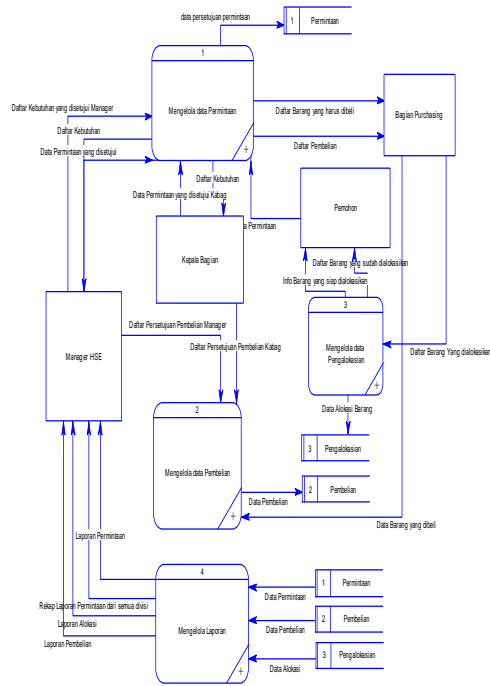 data persetujuan permintaan
1 Permintaan
1
Mengelola data Permintaan
+
Daftar Kebutuhan yang disetujui Manager
Daftar Kebutuhan
Data Permintaan yang disetujui
Daftar Barang yang harus dibeli
Daftar Pembelian
Bagian Purchasing
Daftar Kebutuhan
Data Permintaan yang disetujui Kabag
a Permintaan
Pemohon
Kepala Bagian
Daftar Barang yang sudah dialokasikan
Info Barang yang siap dialokasikan
3
Mengelola data
Pengalokasian
+
Manager HSE
Daftar Persetujuan Pembelian Manager
Daftar Persetujuan Pembelian Kabag
Daftar Barang Yang dialokasikan
Data Alokasi Barang
3 Pengalokasian
2
Mengelola data Pembelian
+
Data Pembelian
2 Pembelian
Data Barang yang dibeli
Laporan Permintaan
Rekap Laporan Permintaan dari semua divisi
Laporan Alokasi
Laporan Pembelian
4
Mengelola Laporan
+
Data Permintaan
1 Permintaan
Data Pembelian
2 Pembelian
Data Alokasi
3 Pengalokasian